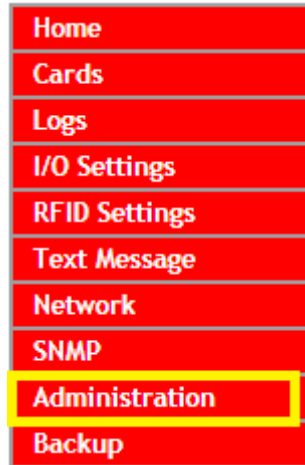 Home
Cards
Logs
I/O Settings
RFID Settings
Text Message
Network
SNMP
Administration
Backup